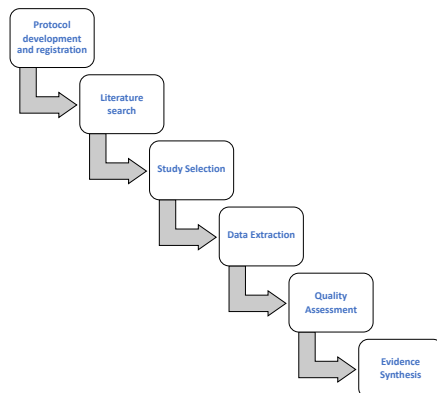 Protocol
development
and registration
Literature
search
Study Selection
Data Extraction
Quality
Assessment
Evidence
Synthesis